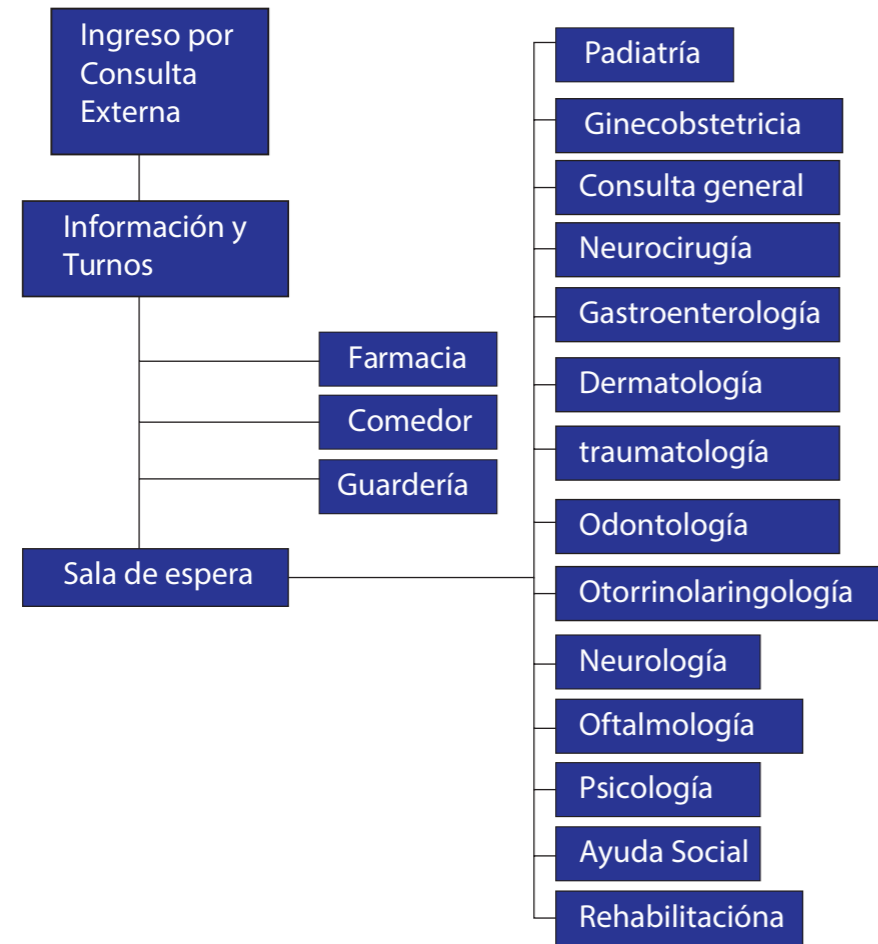 Ingreso por
Consulta
Externa
Información y
Turnos
Farmacia
Comedor
Guardería
Sala de espera
Padiatría
Ginecobstetricia
Consulta general
Neurocirugía
Gastroenterología
Dermatología
traumatología
Odontología
Otorrinolaringología
Neurología
Oftalmología
Psicología
Ayuda Social
Rehabilitacióna